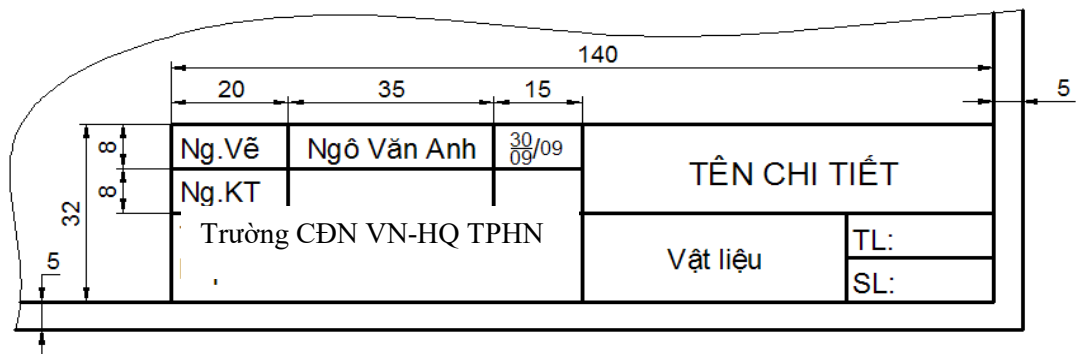 140
20 35 15
5
8 Ng.Vẽ Ngô Văn Anh 30/09/09
TÊN CHI TIẾT
8 Ng.KT
32
Trường CĐN VN-HQ TPHN
Vật liệu
TL:
SL:
5